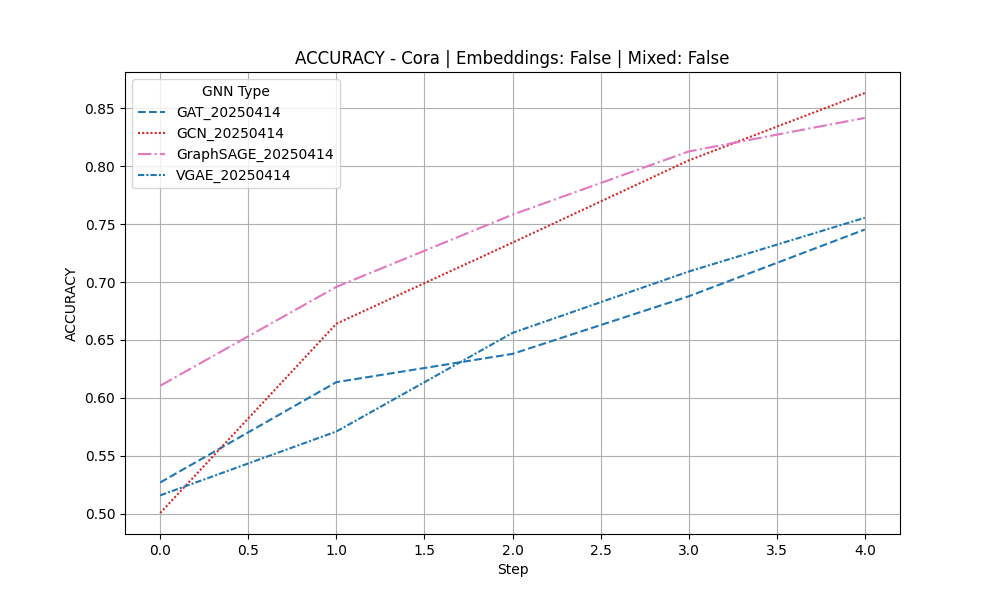 ACCURACY - Cora | Embeddings: False | Mixed: False
GNN Type
GAT_20250414
GCN_20250414
GraphSAGE_20250414
VGAE_20250414
ACCURACY
0.85
0.80
0.75
0.70
0.65
0.60
0.55
0.50
0.0 0.5 1.0 1.5 2.0 2.5 3.0 3.5 4.0
Step